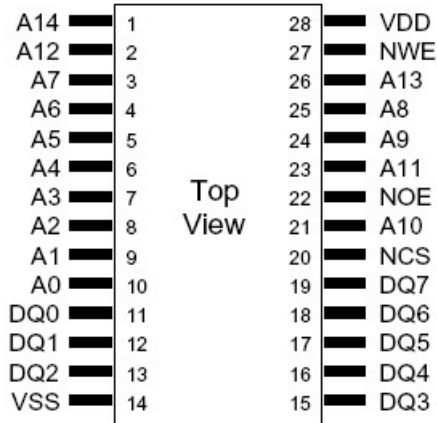 A14 1 28 VDD
A12 2 27 NWE
A7 3 26 A13
A6 4 25 A8
A5 5 24 A9
A4 6 23 A11
A3 7 Top 22 NOE
A2 8 View 21 A10
A1 9 20 NCS
A0 10 19 DQ7
DQ0 11 18 DQ6
DQ1 12 17 DQ5
DQ2 13 16 DQ4
VSS 14 15 DQ3